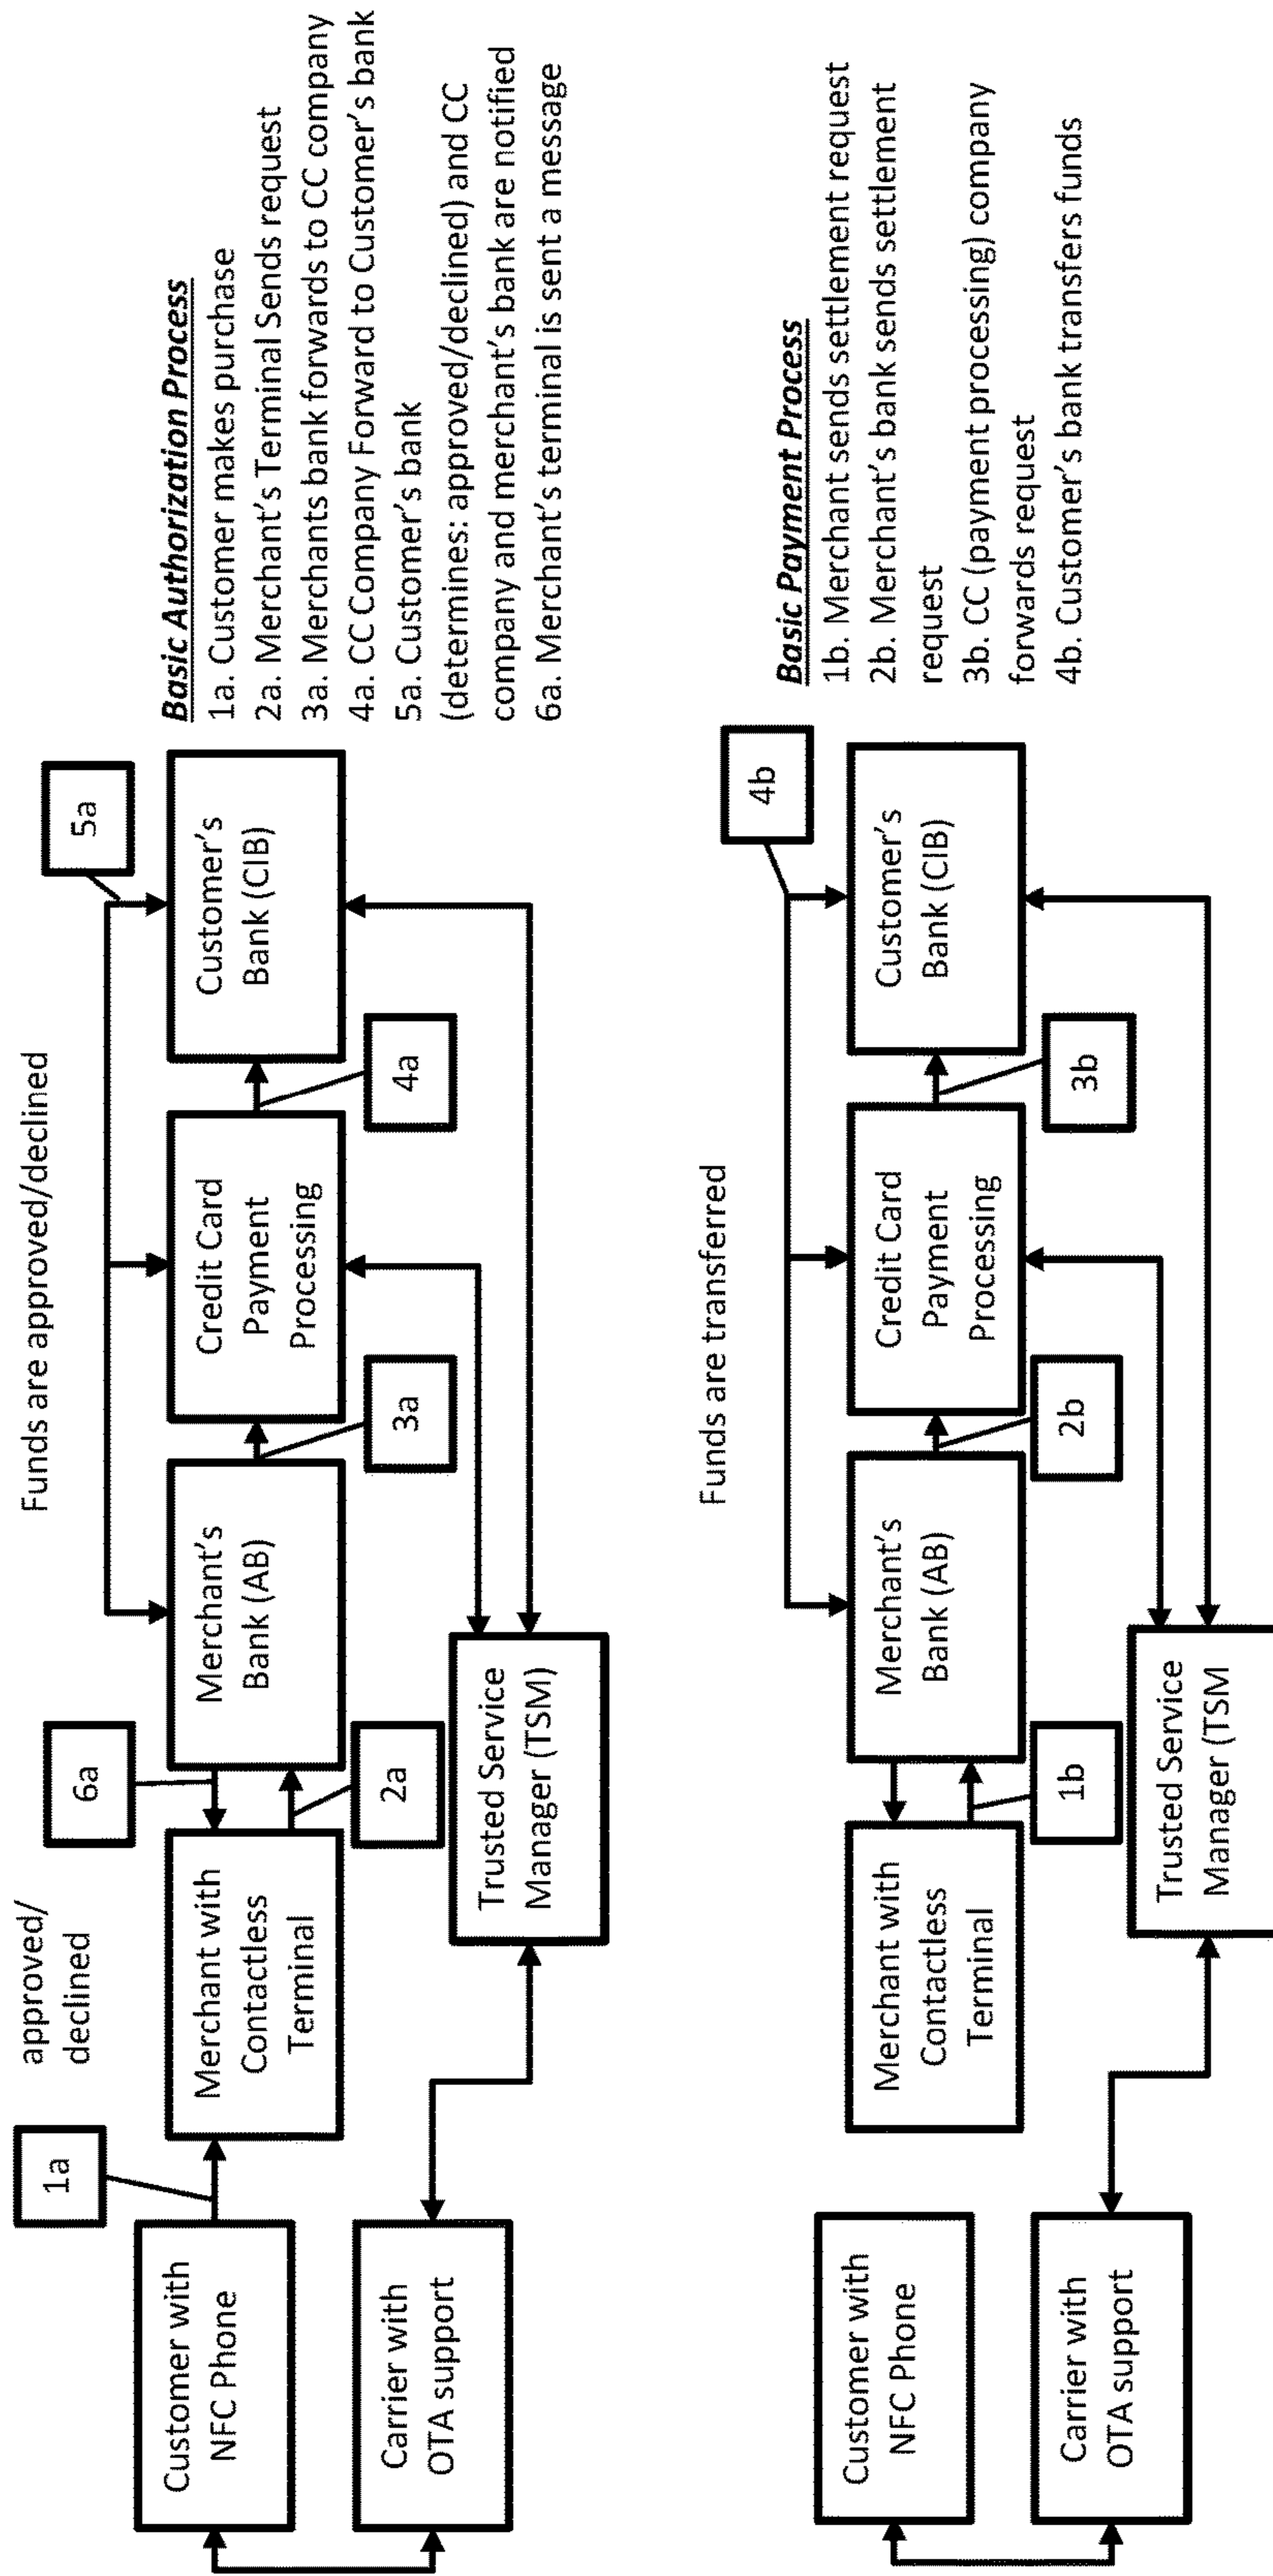 approved/
declined
Funds are approved/declined
1a
6a
5a
Customer with
NFC Phone
Merchant with
Contactless
Terminal
Merchant's
Bank (AB)
Credit Card
Payment
Processing
Customer's
Bank (CIB)
2a
3a
4a
Carrier with
OTA support
Trusted Service
Manager (TSM)
Basic Authorization Process
1a. Customer makes purchase
2a. Merchant's Terminal Sends request
3a. Merchants bank forwards to CC company
4a. CC Company Forward to Customer's bank
5a. Customer's bank
(determines: approved/declined) and CC
company and merchant's bank are notified
6a. Merchant's terminal is sent a message
Funds are transferred
4b
Customer with
NFC Phone
Merchant with
Contactless
Terminal
Merchant's
Bank (AB)
Credit Card
Payment
Processing
Customer's
Bank (CIB)
1b
2b
3b
Carrier with
OTA support
Trusted Service
Manager (TSM
Basic Payment Process
1b. Merchant sends settlement request
2b. Merchant's bank sends settlement
request
3b. CC (payment processing) company
forwards request
4b. Customer's bank transfers funds